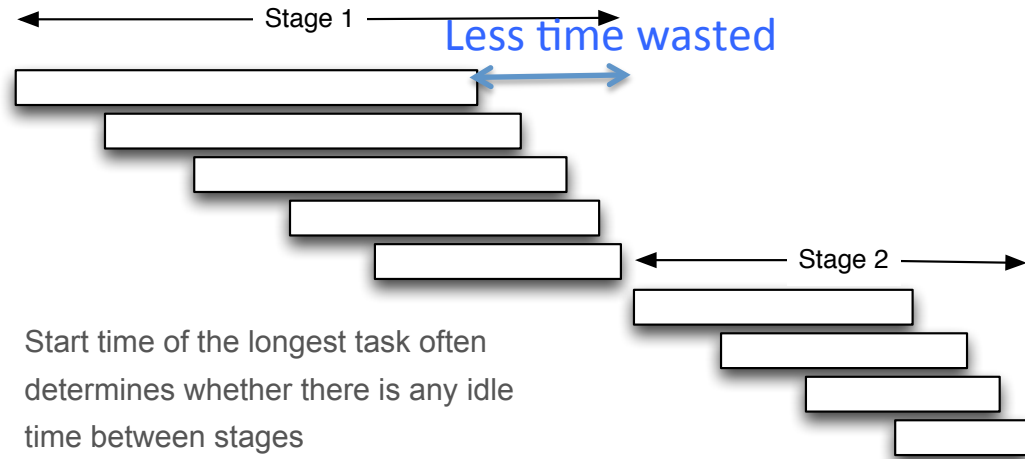 Stage 1
Less time wasted
Stage 2
Start time of the longest task often
determines whether there is any idle
time between stages